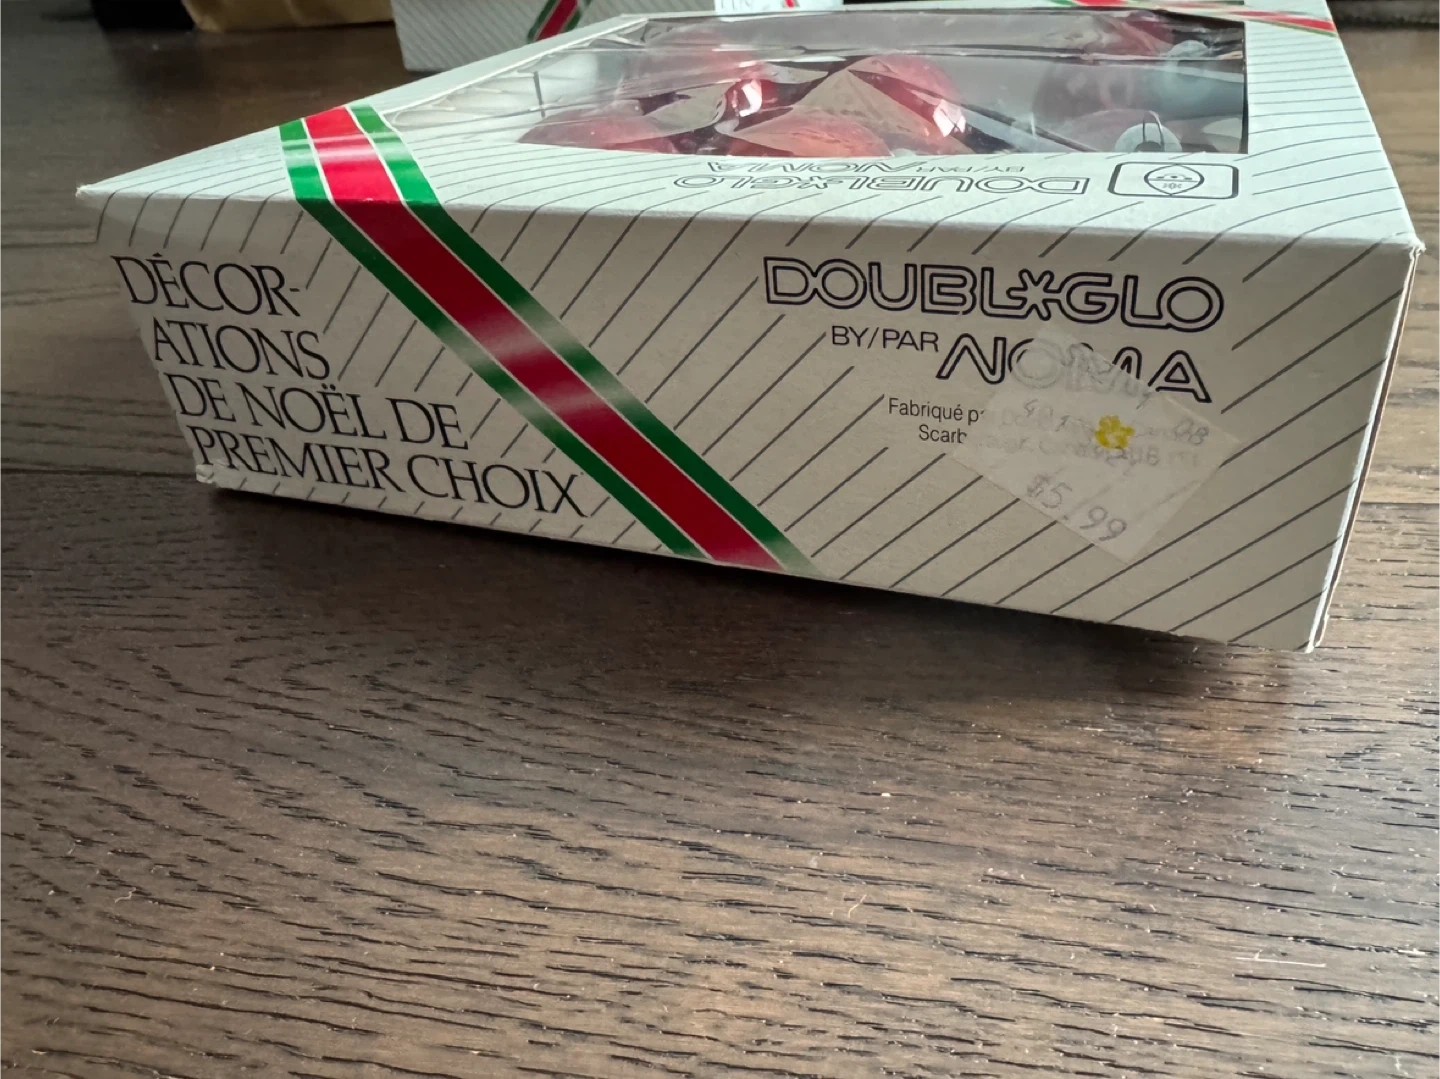 DOUBL*GLO
BY/PAR NOMA
DÉCOR-
ATIONS
DE NOËL DE
PREMIER CHOIX
DOUBL*GLO
BY/PAR NOMA
Fabriqué
$5.99